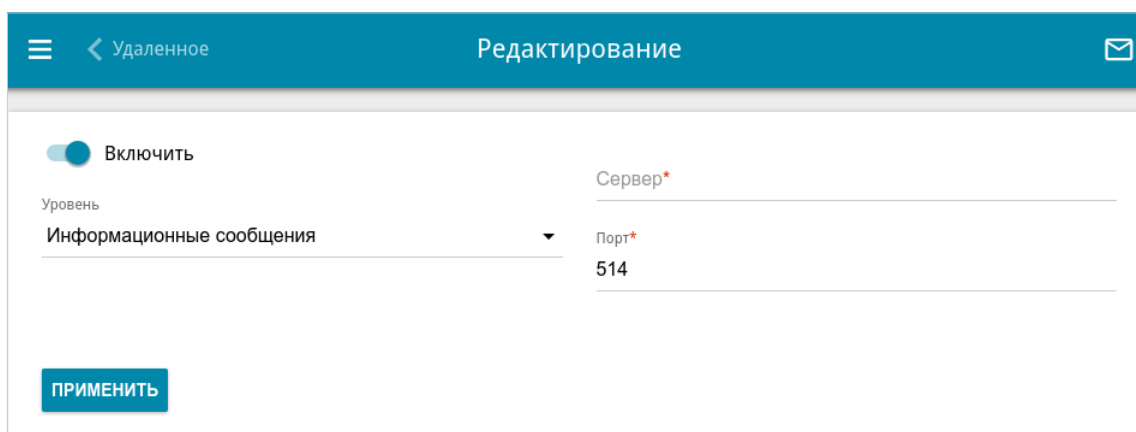 Удаленное
Редактирование
Включить
Уровень
Информационные сообщения
Сервер*
Порт*
514
ПРИМЕНИТЬ